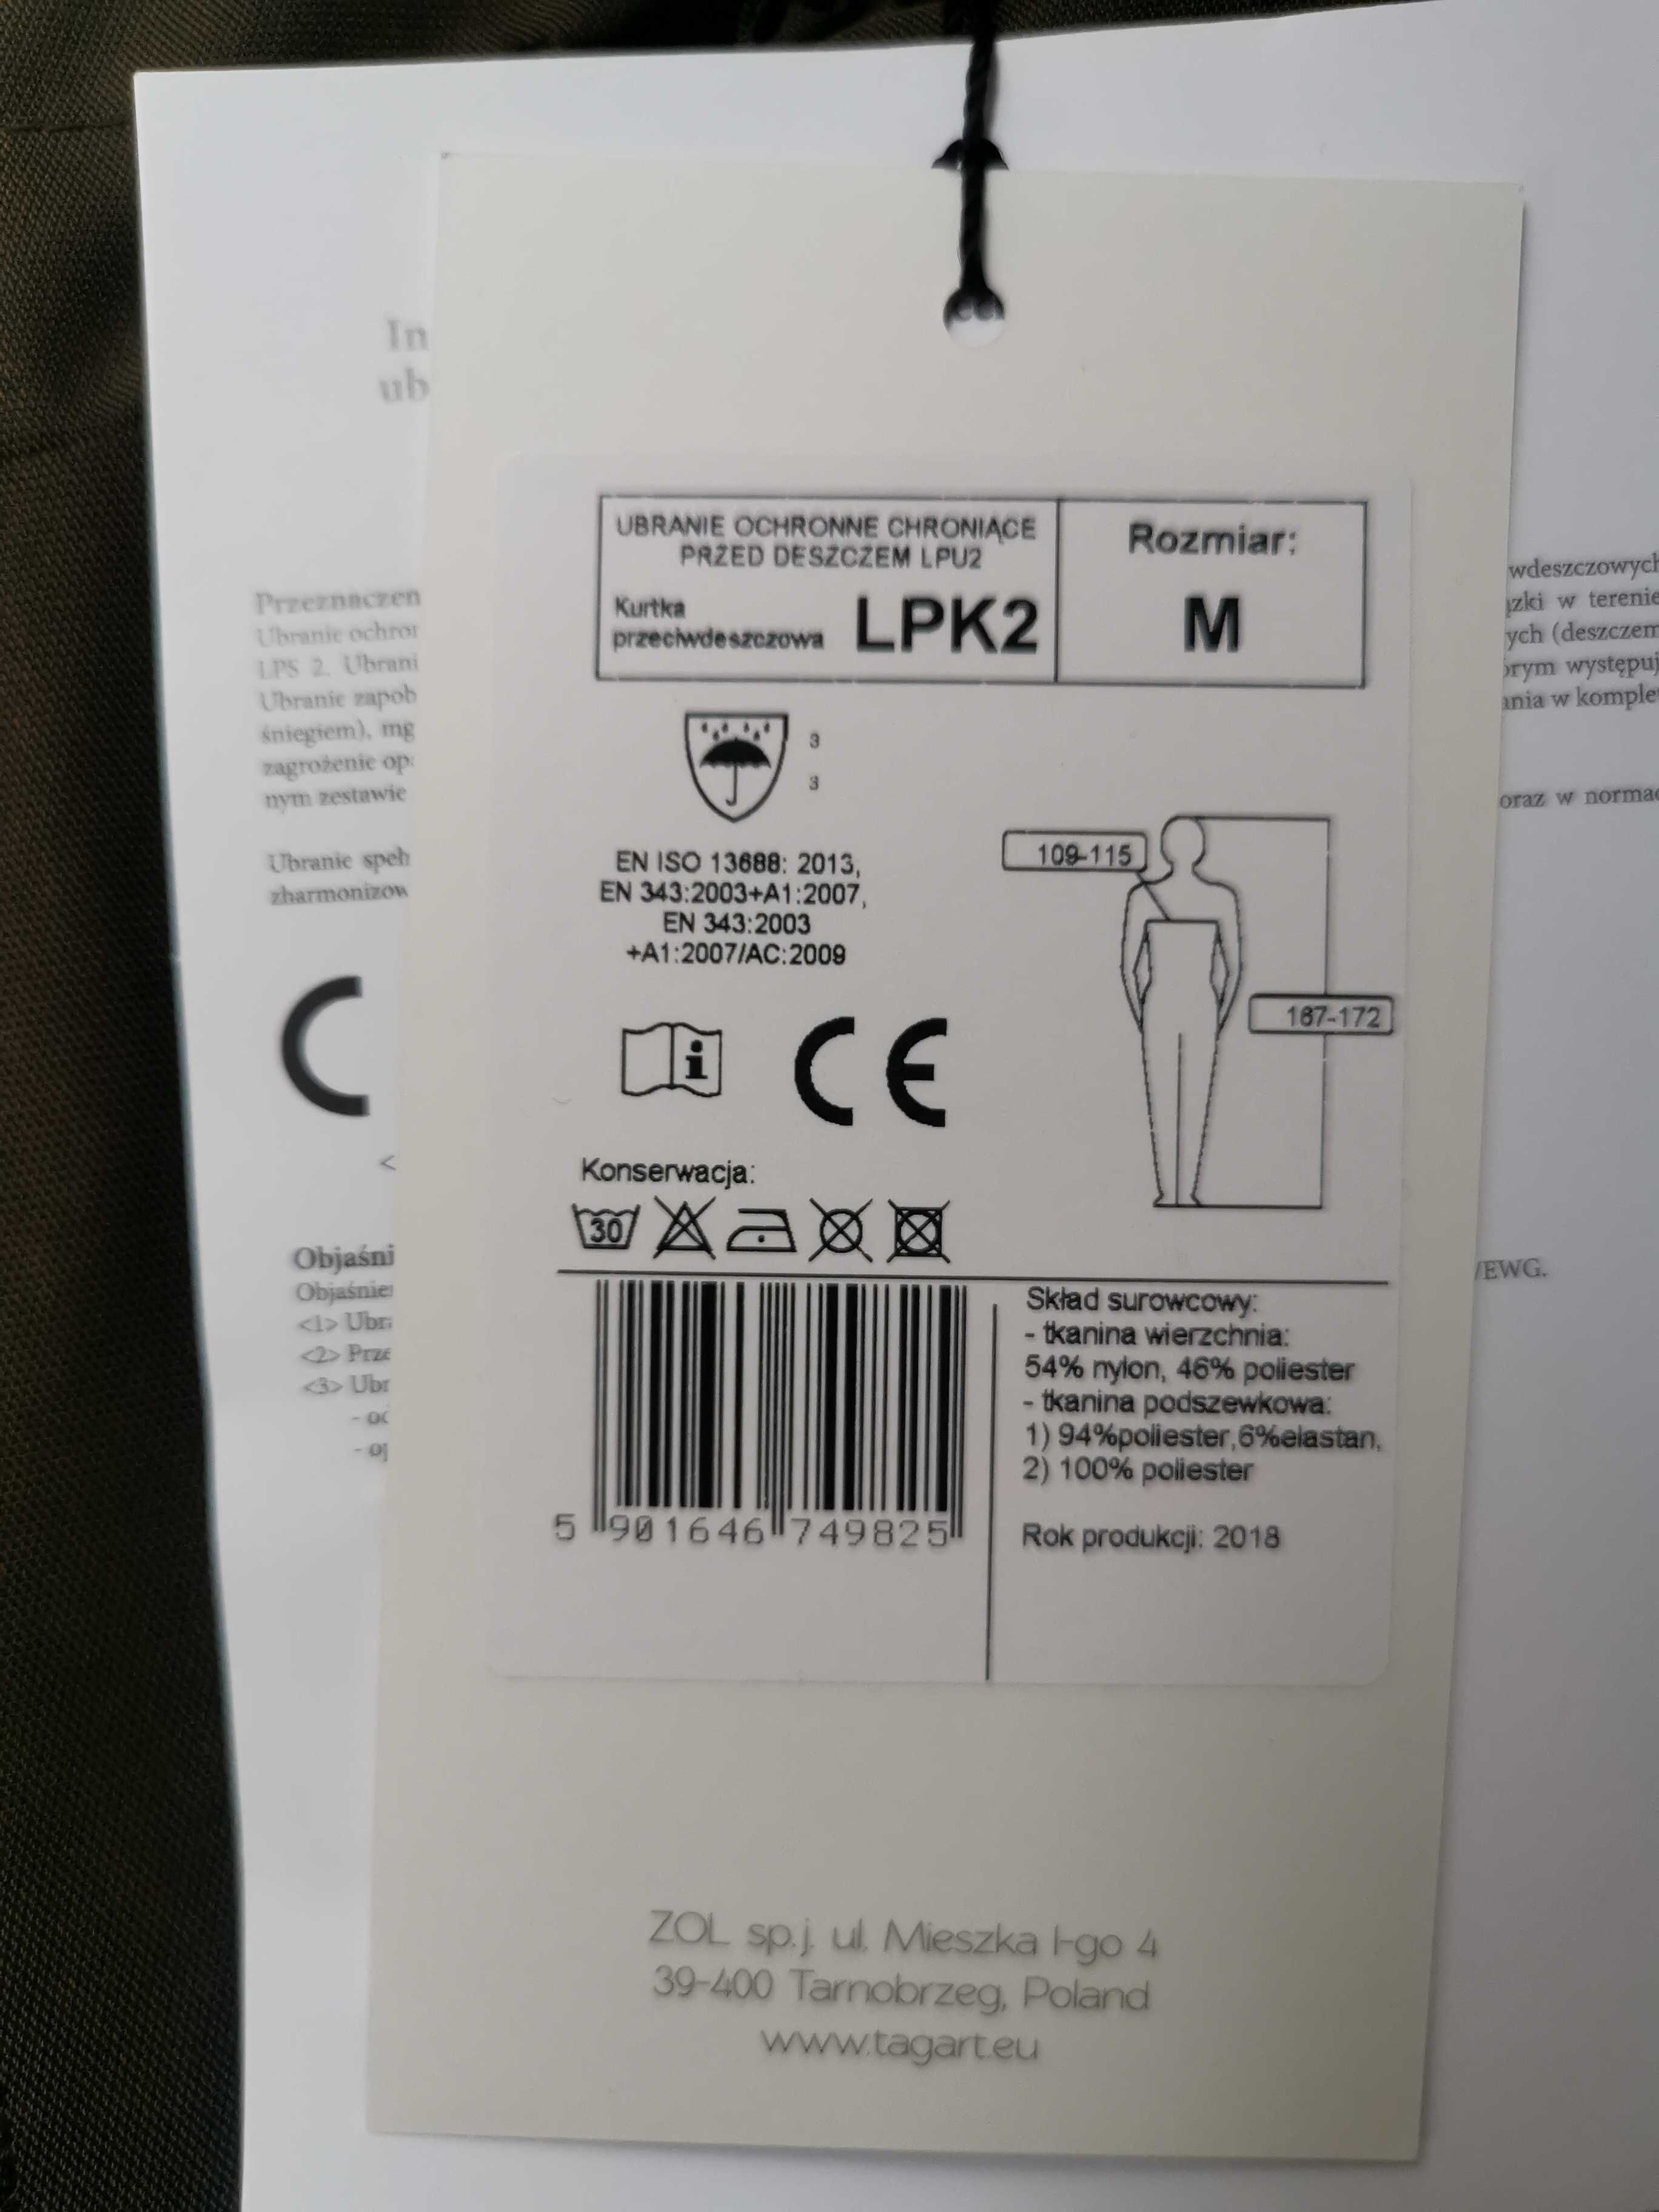 In
ub
Przeznaczen
Ubranie ochron
LPS 2. Ubrani
Ubranie zapob
śniegiem), mg
zagrożenie op
nym zestawie
Ubranie speł
zharmonizow
C
<
Objaśni
Objaśnie
<1> Ubr
<2> Prze
<3> Ubr
- oc
- op
UBRANIE OCHRONNE CHRONIĄCE
PRZED DESZCZEM LPU2
Kurtka
przeciwdeszczowa LPK2
Rozmiar:
M
3
3
EN ISO 13688: 2013,
EN 343:2003+A1:2007,
EN 343:2003
+A1:2007/AC:2009
109-115
167-172
i
CE
Konserwacja:
30
5 901646 749825
Skład surowcowy:
- tkanina wierzchnia:
54% nylon, 46% poliester
- tkanina podszewkowa:
1) 94%poliester,6%elastan,
2) 100% poliester
Rok produkcji: 2018
ZOL sp.j. ul. Mieszka I-go 4
39-400 Tarnobrzeg, Poland
www.tagart.eu
wdeszczowych
ązki w terenie
ych (deszczem
órym występuj
ania w komplet
oraz w normac
/EWG.